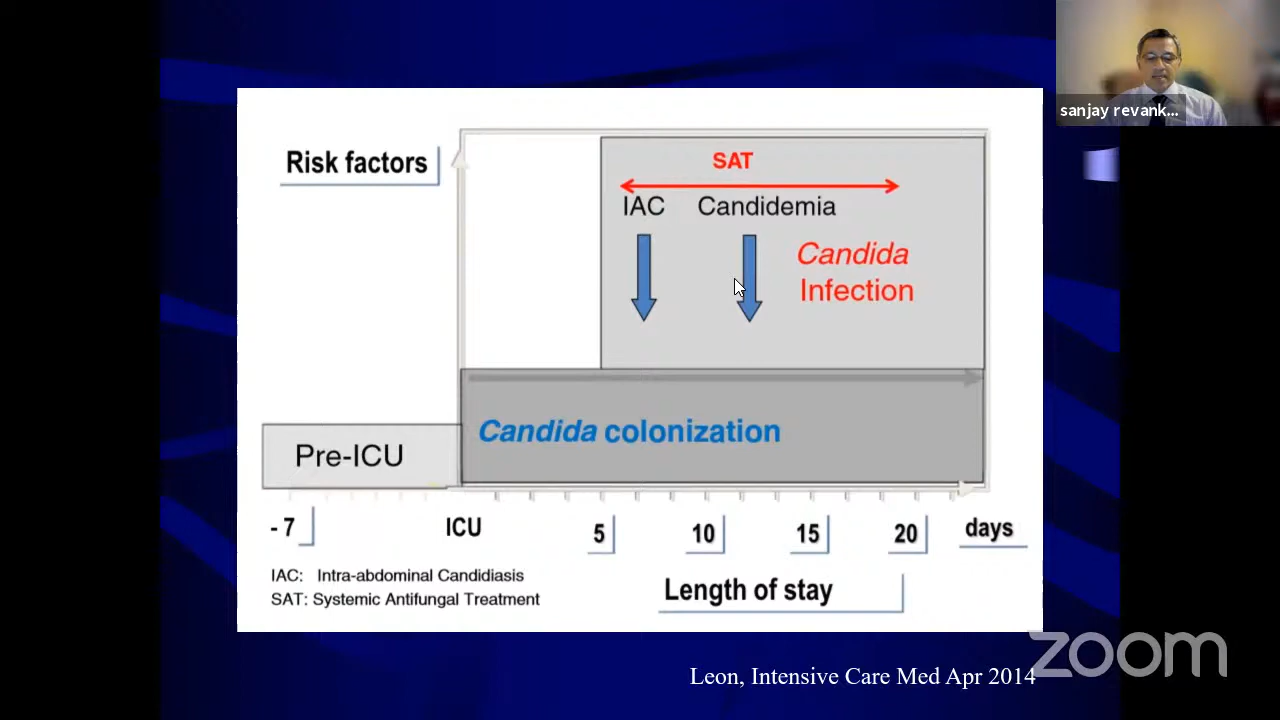 sanjay revank...
Risk factors
SAT
IAC Candidemia
Candida
Infection
Candida colonization
Pre-ICU
- 7 ICU 5 10 15 20 days
IAC: Intra-abdominal Candidiasis
SAT: Systemic Antifungal Treatment
Length of stay
Leon, Intensive Care Med Apr 2014
zoom